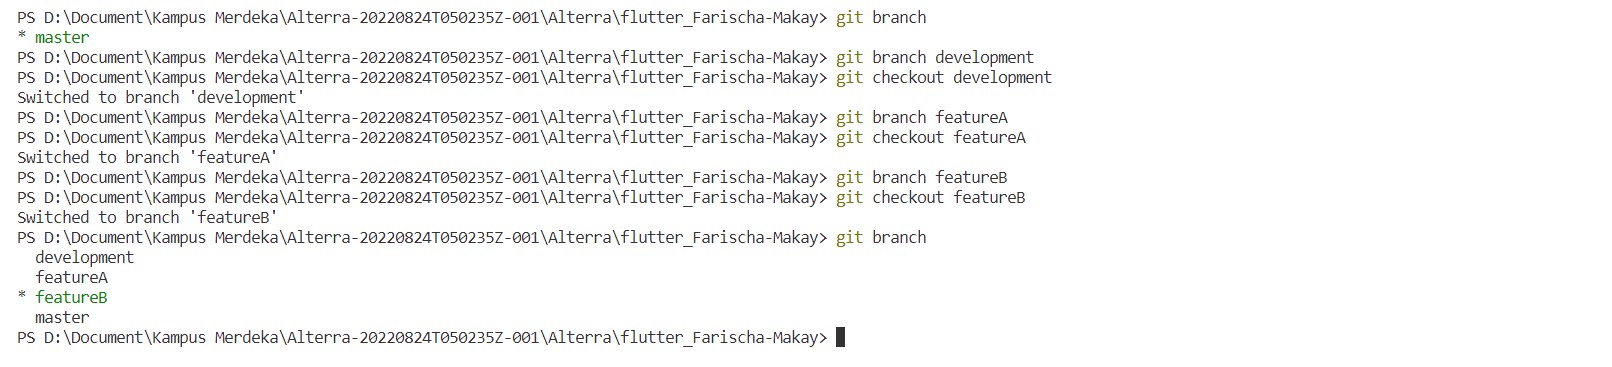 PS D:\Document\Kampus Merdeka\Alterra-20220824T050235Z-001\Alterra\flutter_Farischa-Makay> git branch
* master
PS D:\Document\Kampus Merdeka\Alterra-20220824T050235Z-001\Alterra\flutter_Farischa-Makay> git branch development
PS D:\Document\Kampus Merdeka\Alterra-20220824T050235Z-001\Alterra\flutter_Farischa-Makay> git checkout development
Switched to branch 'development'
PS D:\Document\Kampus Merdeka\Alterra-20220824T050235Z-001\Alterra\flutter_Farischa-Makay> git branch featureA
PS D:\Document\Kampus Merdeka\Alterra-20220824T050235Z-001\Alterra\flutter_Farischa-Makay> git checkout featureA
Switched to branch 'featureA'
PS D:\Document\Kampus Merdeka\Alterra-20220824T050235Z-001\Alterra\flutter_Farischa-Makay> git branch featureB
PS D:\Document\Kampus Merdeka\Alterra-20220824T050235Z-001\Alterra\flutter_Farischa-Makay> git checkout featureB
Switched to branch 'featureB'
PS D:\Document\Kampus Merdeka\Alterra-20220824T050235Z-001\Alterra\flutter_Farischa-Makay> git branch
  development
  featureA
* featureB
  master
PS D:\Document\Kampus Merdeka\Alterra-20220824T050235Z-001\Alterra\flutter_Farischa-Makay>